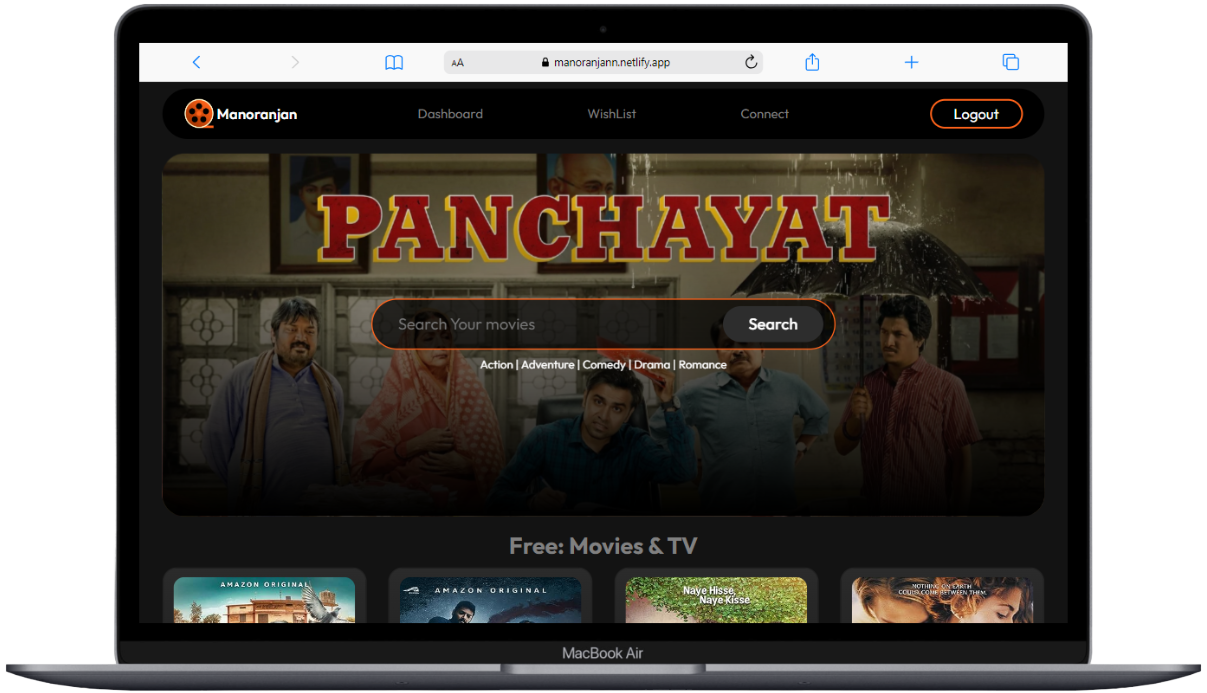 AA manoranjann.netlify.app
Manoranjan Dashboard WishList Connect Logout
PANCHAYAT
Search Your movies Search
Action | Adventure | Comedy | Drama | Romance
Free: Movies & TV
AMAZON ORIGINAL
AMAZON ORIGINAL
Naye Hisse,
Naye Kisse
NOTHING ON EARTH
COULD COME BETWEEN THEM.
MacBook Air